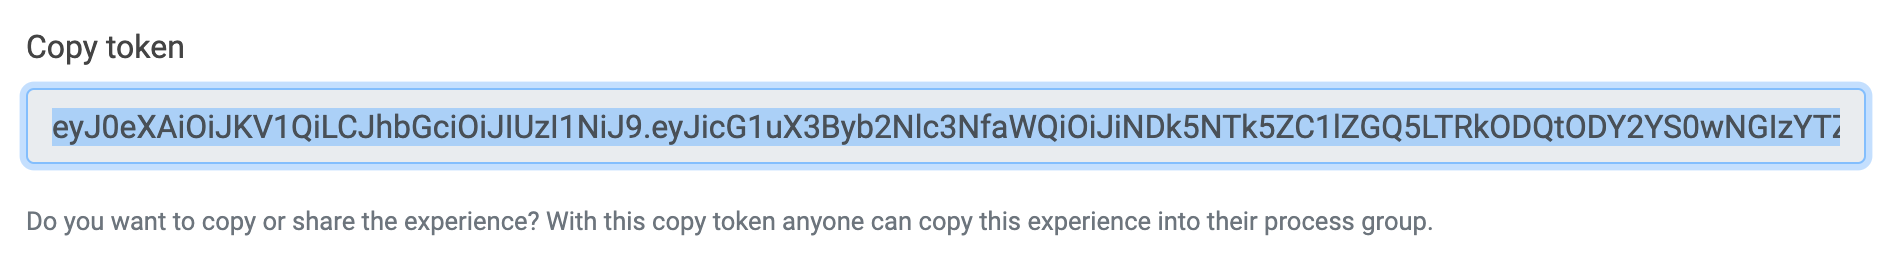 Copy token
eyJ0eXAiOiJKV1QiLCJhbGciOiJIUzI1NiJ9.eyJicG1uX3Byb2Nlc3NfaWQiOiJiNDk5NTk5ZC1lZGQ5LTRkODQtODY2YS0wNGIzYTZ
Do you want to copy or share the experience? With this copy token anyone can copy this experience into their process group.